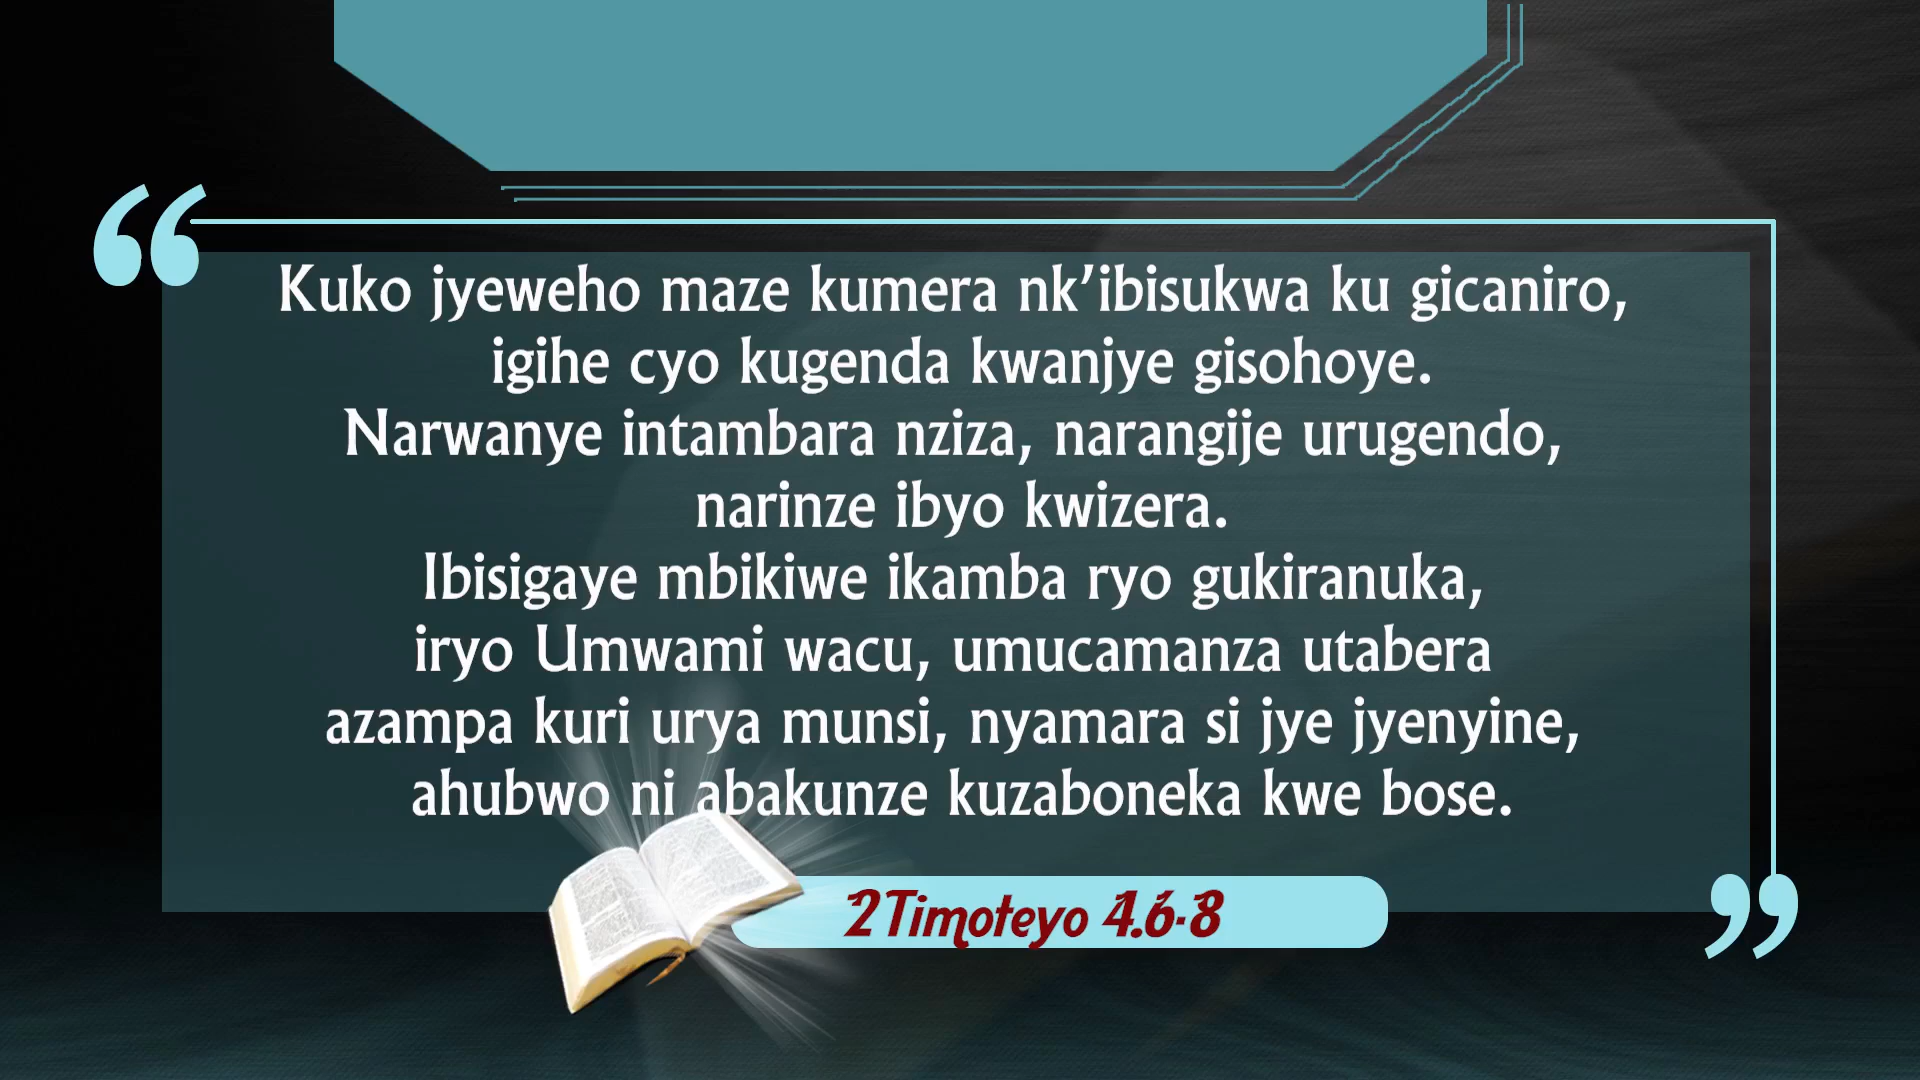 Kuko jyeweho maze kumera nk’ibisukwa ku gicaniro,
igihe cyo kugenda kwanjye gisohoye.
Narwanye intambara nziza, narangije urugendo,
narinze ibyo kwizera.
Ibisigaye mbikiwe ikamba ryo gukiranuka,
iryo Umwami wacu, umucamanza utabera
azampa kuri urya munsi, nyamara si jye jyenyine,
ahubwo ni abakunze kuzaboneka kwe bose.
2Timoteyo 4.6-8